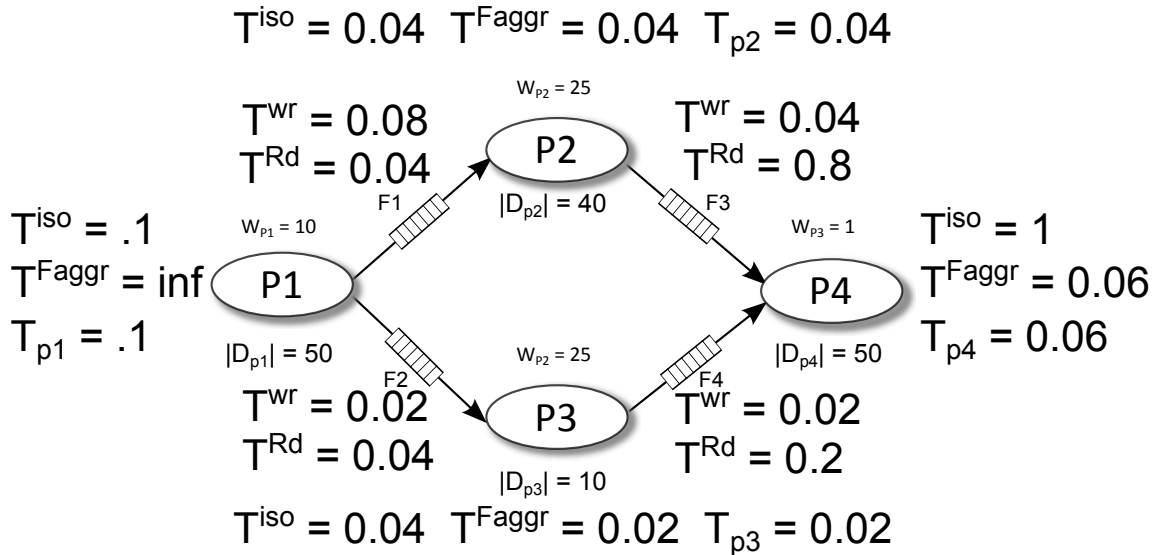 T^iso = 0.04 T^Faggr = 0.04 T_p2 = 0.04
W_P2 = 25
T^wr = 0.08
T^Rd = 0.04
P2
T^wr = 0.04
T^Rd = 0.8
F1
|D_p2| = 40
F3
T^iso = .1
T^Faggr = inf
T_p1 = .1
W_P1 = 10
P1
|D_p1| = 50
W_P3 = 1
P4
|D_p4| = 50
T^iso = 1
T^Faggr = 0.06
T_p4 = 0.06
F2
W_P2 = 25
F4
T^wr = 0.02
T^Rd = 0.04
P3
T^wr = 0.02
T^Rd = 0.2
|D_p3| = 10
T^iso = 0.04 T^Faggr = 0.02 T_p3 = 0.02